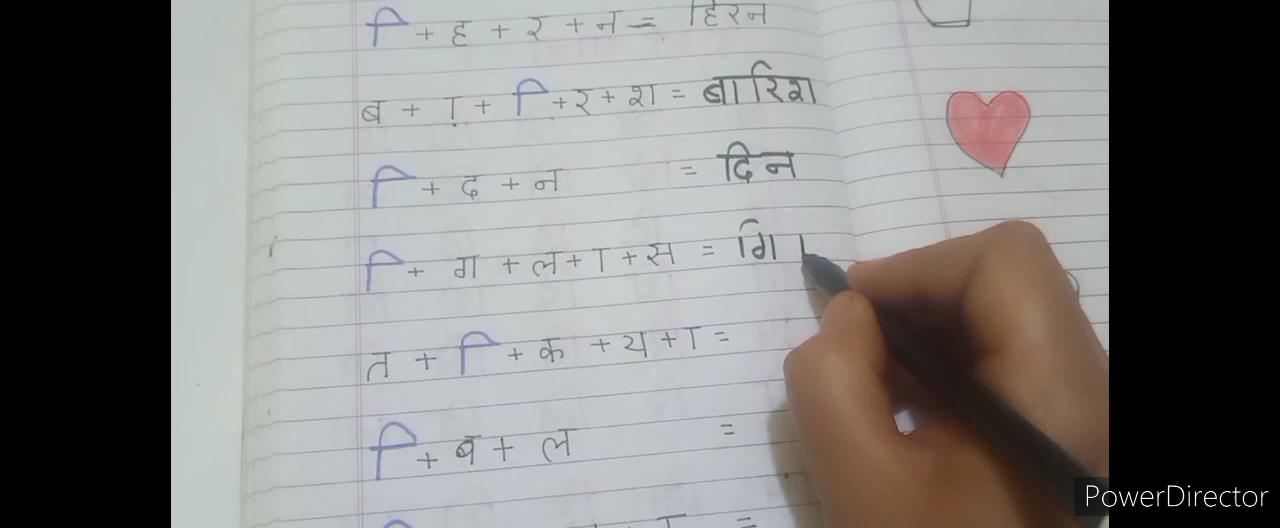 ि + ह + र + न = हिरन
ब + ा + ि + र + श = बारिश
ि + द + न = दिन
ि + ग + ल + ा + स = गि
त + ि + क + य + ा =
ि + ब + ल =
PowerDirector